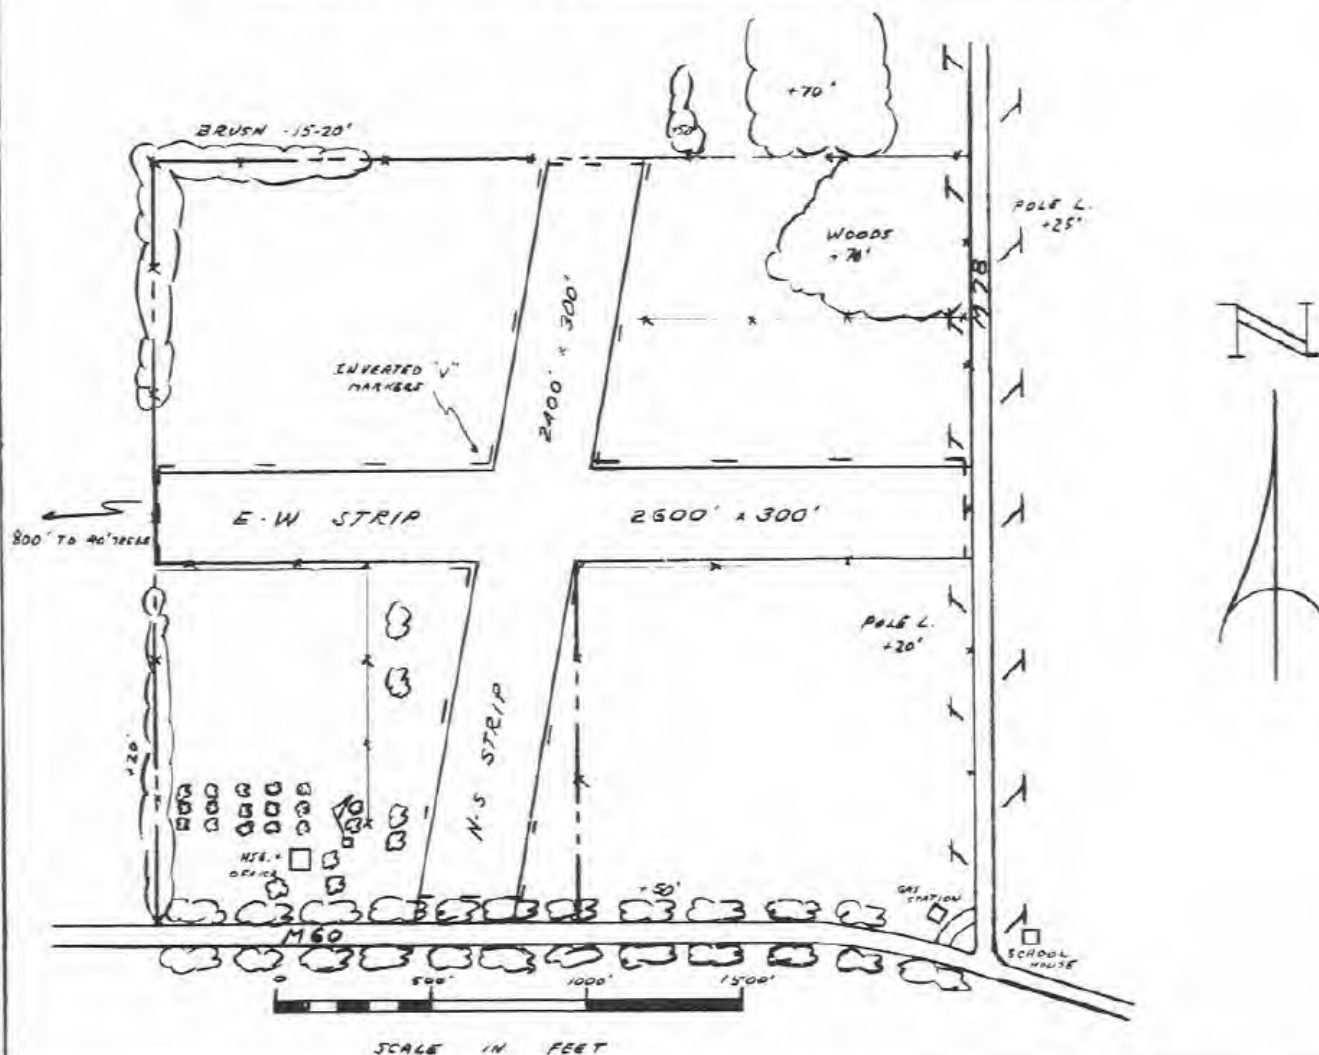 +70'
+50'
BRUSH -15-20'
POLE L.
+25'
WOODS
+70'
M 78
N
2400' x 300'
INVERTED "V"
MARKERS
E-W STRIP
2600' x 300'
800' TO 40' TREES
POLE L.
+20'
N-S STRIP
+20'
HSE. +
OFFICE
+50'
GAS
STATION
M60
SCHOOL
HOUSE
0 500' 1000' 1500'
SCALE IN FEET